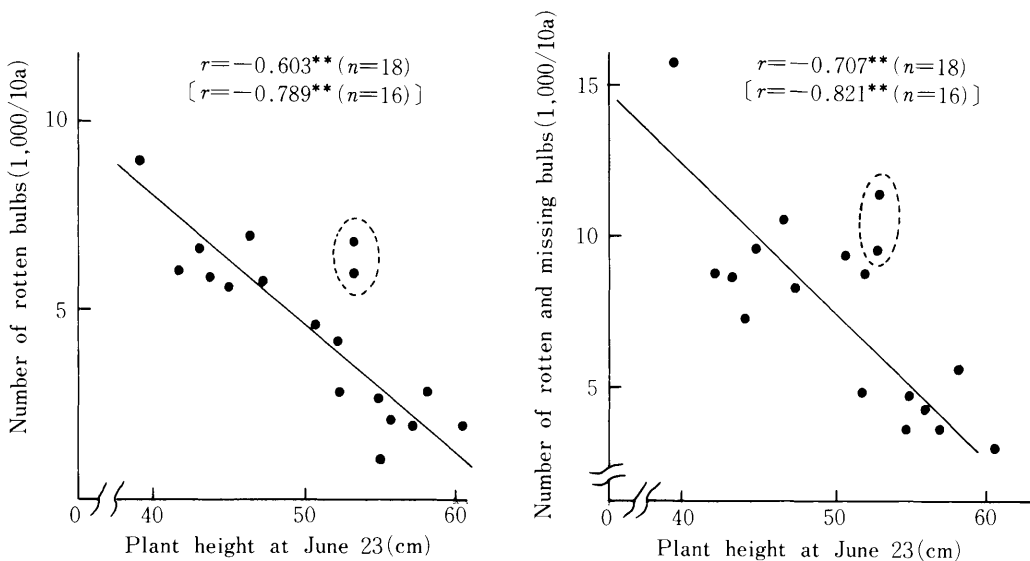 r=−0.603**(n=18)
[r=−0.789**(n=16)]
Number of rotten bulbs(1,000/10a)
10
5
0
40
50
60
Plant height at June 23(cm)
r=−0.707**(n=18)
[r=−0.821**(n=16)]
Number of rotten and missing bulbs(1,000/10a)
15
10
5
0
40
50
60
Plant height at June 23(cm)